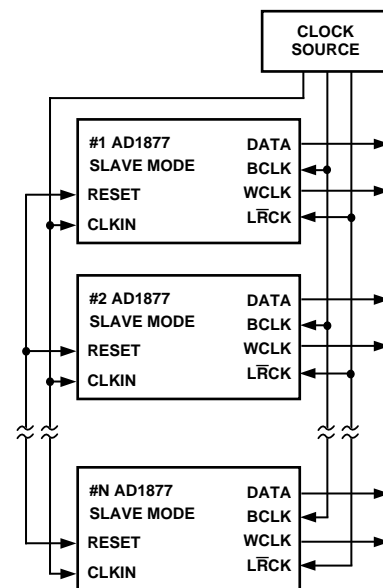 CLOCK
SOURCE
#1 AD1877
SLAVE MODE
RESET
CLKIN
DATA
BCLK
WCLK
LR̅CK
#2 AD1877
SLAVE MODE
RESET
CLKIN
DATA
BCLK
WCLK
LR̅CK
#N AD1877
SLAVE MODE
RESET
CLKIN
DATA
BCLK
WCLK
LR̅CK